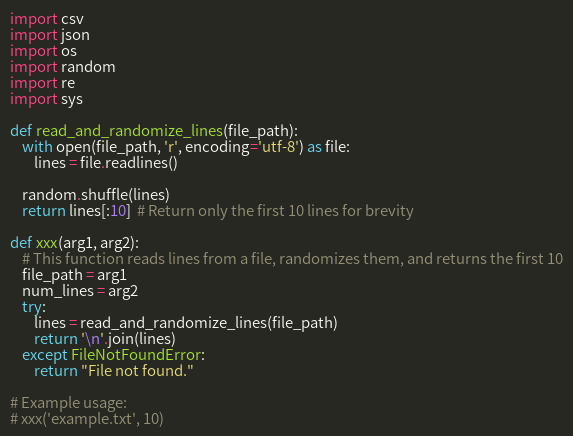 import csv
import json
import os
import random
import re
import sys

def read_and_randomize_lines(file_path):
    with open(file_path, 'r', encoding='utf-8') as file:
        lines = file.readlines()

    random.shuffle(lines)
    return lines[:10]  # Return only the first 10 lines for brevity

def xxx(arg1, arg2):
    # This function reads lines from a file, randomizes them, and returns the first 10
    file_path = arg1
    num_lines = arg2
    try:
        lines = read_and_randomize_lines(file_path)
        return '\n'.join(lines)
    except FileNotFoundError:
        return "File not found."

# Example usage:
# xxx('example.txt', 10)